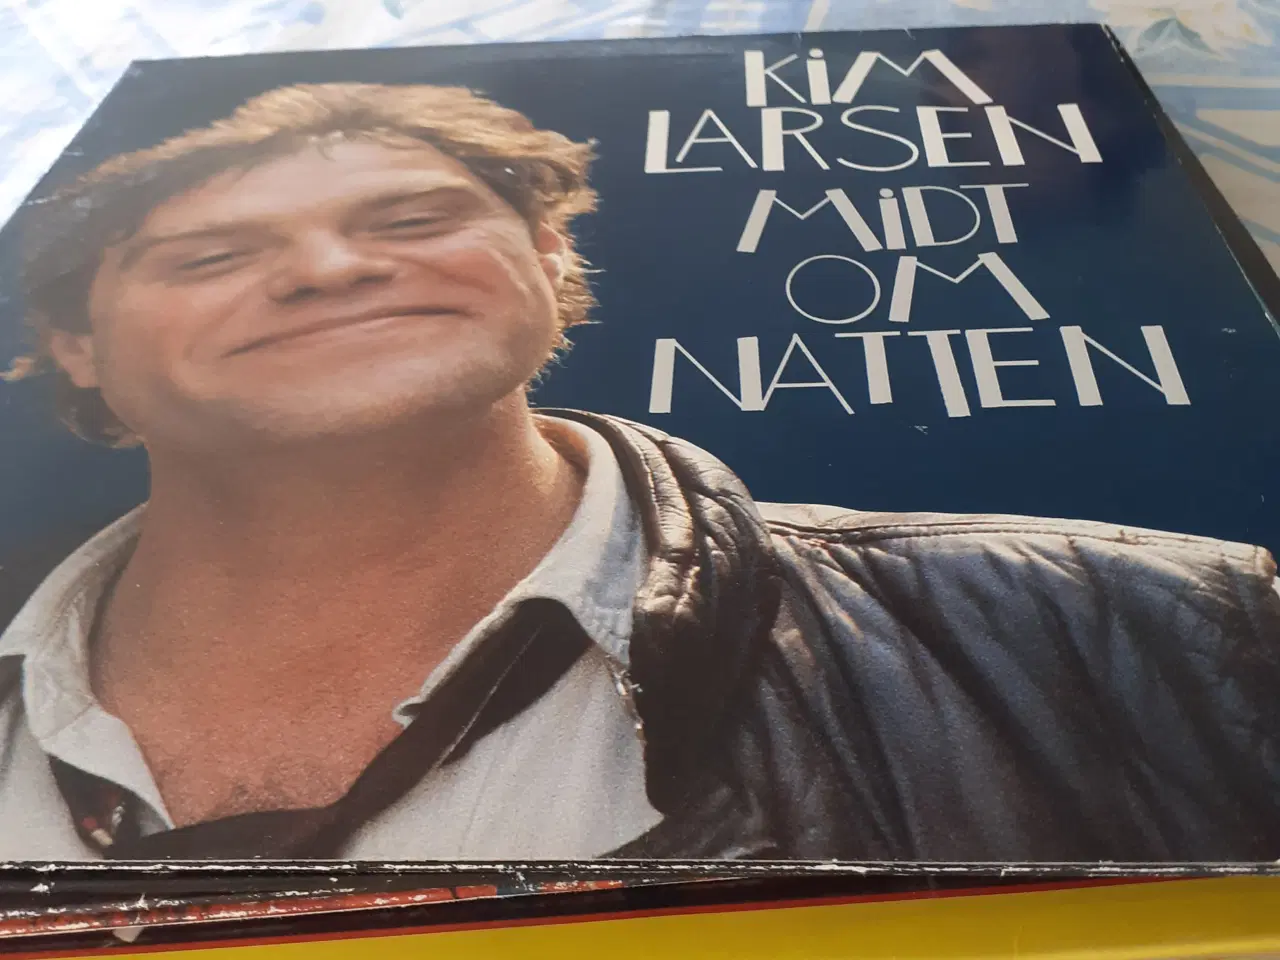 KiM
LARSEN
MiDT
OM
NATTEN